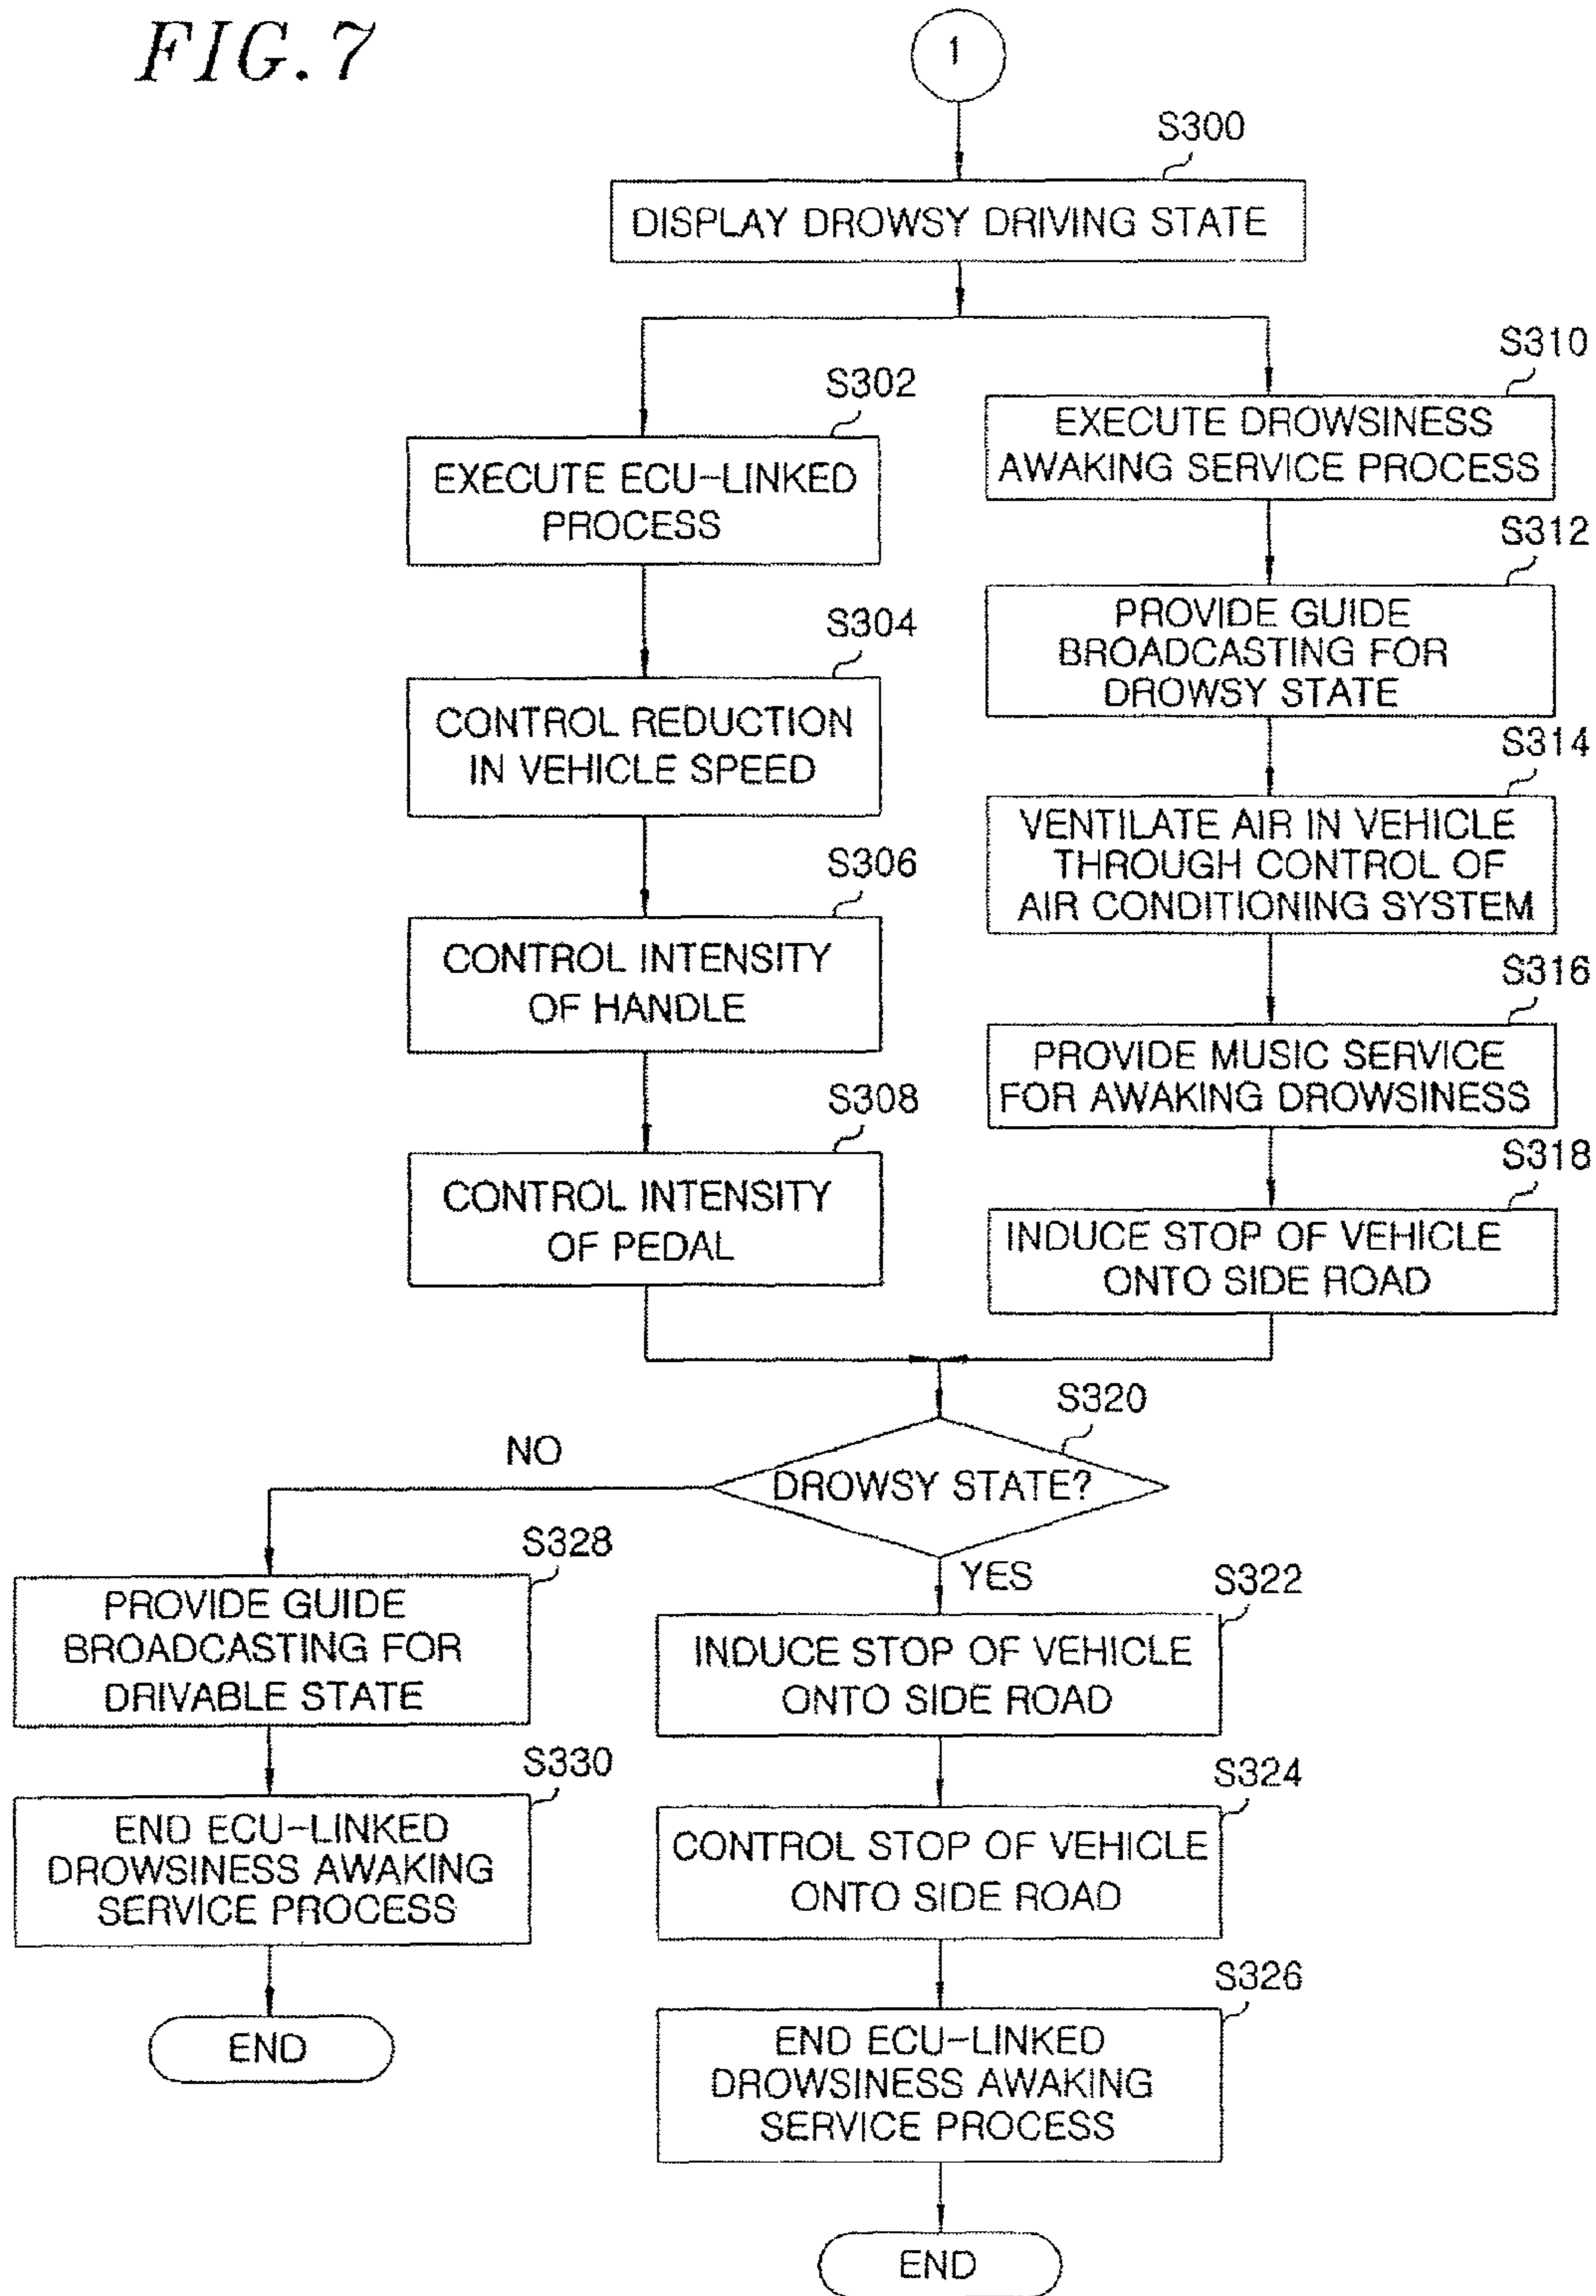 FIG. 7
1
S300
DISPLAY DROWSY DRIVING STATE
S302
EXECUTE ECU-LINKED
PROCESS
S304
CONTROL REDUCTION
IN VEHICLE SPEED
S306
CONTROL INTENSITY
OF HANDLE
S308
CONTROL INTENSITY
OF PEDAL
S310
EXECUTE DROWSINESS
AWAKING SERVICE PROCESS
S312
PROVIDE GUIDE
BROADCASTING FOR
DROWSY STATE
S314
VENTILATE AIR IN VEHICLE
THROUGH CONTROL OF
AIR CONDITIONING SYSTEM
S316
PROVIDE MUSIC SERVICE
FOR AWAKING DROWSINESS
S318
INDUCE STOP OF VEHICLE
ONTO SIDE ROAD
S320
DROWSY STATE?
NO
S328
PROVIDE GUIDE
BROADCASTING FOR
DRIVABLE STATE
S330
END ECU-LINKED
DROWSINESS AWAKING
SERVICE PROCESS
END
YES
S322
INDUCE STOP OF VEHICLE
ONTO SIDE ROAD
S324
CONTROL STOP OF VEHICLE
ONTO SIDE ROAD
S326
END ECU-LINKED
DROWSINESS AWAKING
SERVICE PROCESS
END